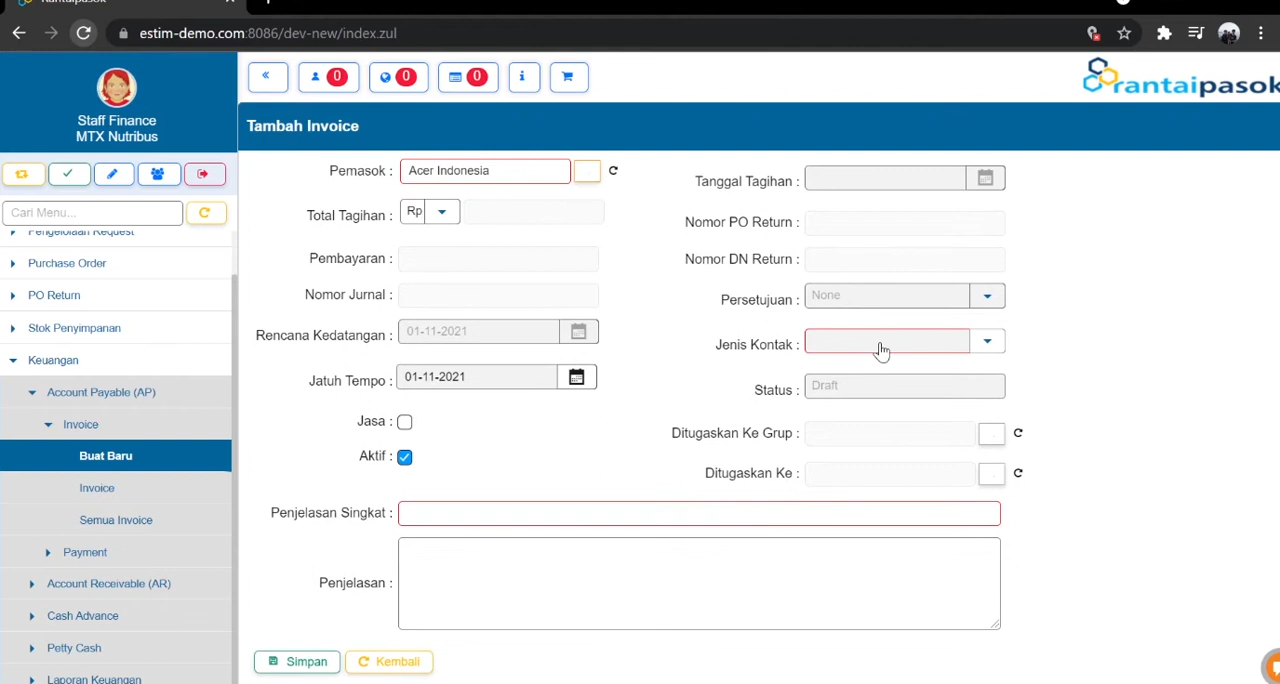 estim-demo.com:8086/dev-new/index.zul
Staff Finance
MTX Nutribus
0
0
0
rantaipasok
Tambah Invoice
Cari Menu...
Pengelolaan Request
Purchase Order
PO Return
Stok Penyimpanan
Keuangan
Account Payable (AP)
Invoice
Buat Baru
Invoice
Semua Invoice
Payment
Account Receivable (AR)
Cash Advance
Petty Cash
Laporan Keuangan
Pemasok : Acer Indonesia
Total Tagihan : Rp
Pembayaran :
Nomor Jurnal :
Rencana Kedatangan : 01-11-2021
Jatuh Tempo : 01-11-2021
Jasa :
Aktif :
Tanggal Tagihan :
Nomor PO Return :
Nomor DN Return :
Persetujuan : None
Jenis Kontak :
Status : Draft
Ditugaskan Ke Grup :
Ditugaskan Ke :
Penjelasan Singkat :
Penjelasan :
Simpan
Kembali